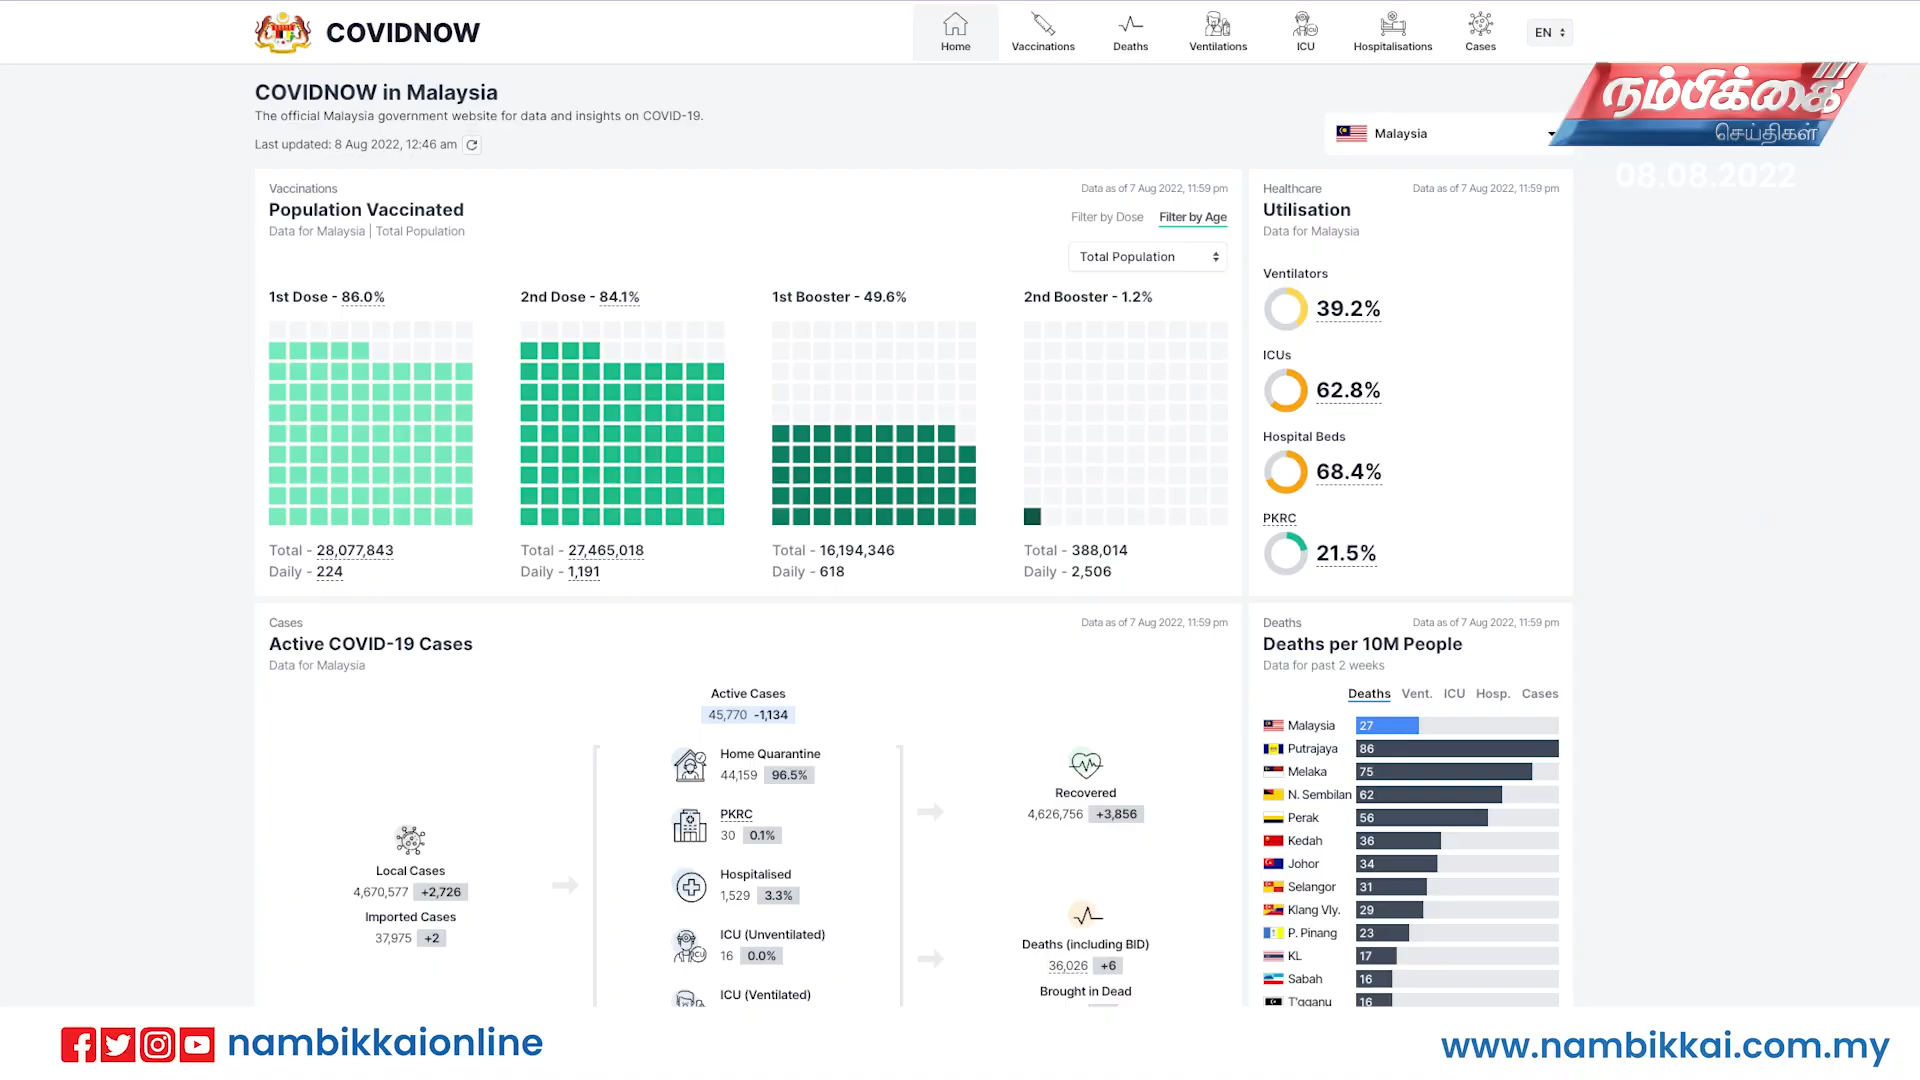 COVIDNOW
Home
Vaccinations
Deaths
Ventilations
ICU
Hospitalisations
Cases
EN
COVIDNOW in Malaysia
The official Malaysia government website for data and insights on COVID-19.
Last updated: 8 Aug 2022, 12:46 am
Malaysia
நம்பிக்கை
செய்திகள்
08.08.2022
Vaccinations
Data as of 7 Aug 2022, 11:59 pm
Population Vaccinated
Filter by Dose Filter by Age
Data for Malaysia | Total Population
Total Population
1st Dose - 86.0%
2nd Dose - 84.1%
1st Booster - 49.6%
2nd Booster - 1.2%
Total - 28,077,843
Daily - 224
Total - 27,465,018
Daily - 1,191
Total - 16,194,346
Daily - 618
Total - 388,014
Daily - 2,506
Healthcare
Data as of 7 Aug 2022, 11:59 pm
Utilisation
Data for Malaysia
Ventilators
39.2%
ICUs
62.8%
Hospital Beds
68.4%
PKRC
21.5%
Cases
Data as of 7 Aug 2022, 11:59 pm
Active COVID-19 Cases
Data for Malaysia
Local Cases
4,670,577 +2,726
Imported Cases
37,975 +2
Active Cases
45,770 -1,134
Home Quarantine
44,159 96.5%
PKRC
30 0.1%
Hospitalised
1,529 3.3%
ICU (Unventilated)
16 0.0%
ICU (Ventilated)
Recovered
4,626,756 +3,856
Deaths (including BID)
36,026 +6
Brought in Dead
Deaths
Data as of 7 Aug 2022, 11:59 pm
Deaths per 10M People
Data for past 2 weeks
Deaths Vent. ICU Hosp. Cases
Malaysia 27
Putrajaya 86
Melaka 75
N. Sembilan 62
Perak 56
Kedah 36
Johor 34
Selangor 31
Klang Vly. 29
P. Pinang 23
KL 17
Sabah 16
T'gganu 16
nambikkaionline
www.nambikkai.com.my